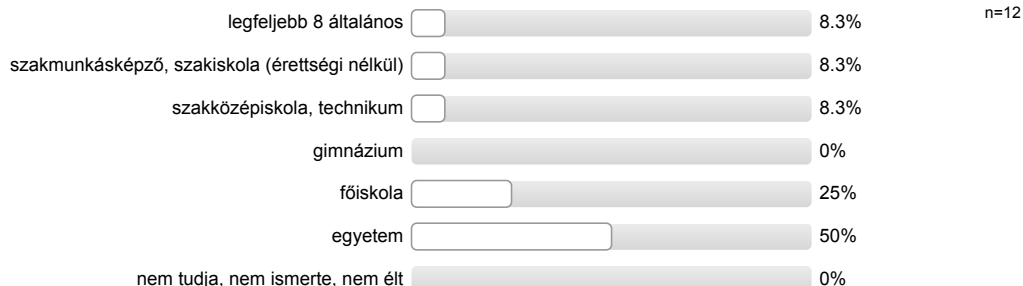 legfeljebb 8 általános 8.3% n=12
szakmunkásképző, szakiskola (érettségi nélkül) 8.3%
szakközépiskola, technikum 8.3%
gimnázium 0%
főiskola 25%
egyetem 50%
nem tudja, nem ismerte, nem élt 0%